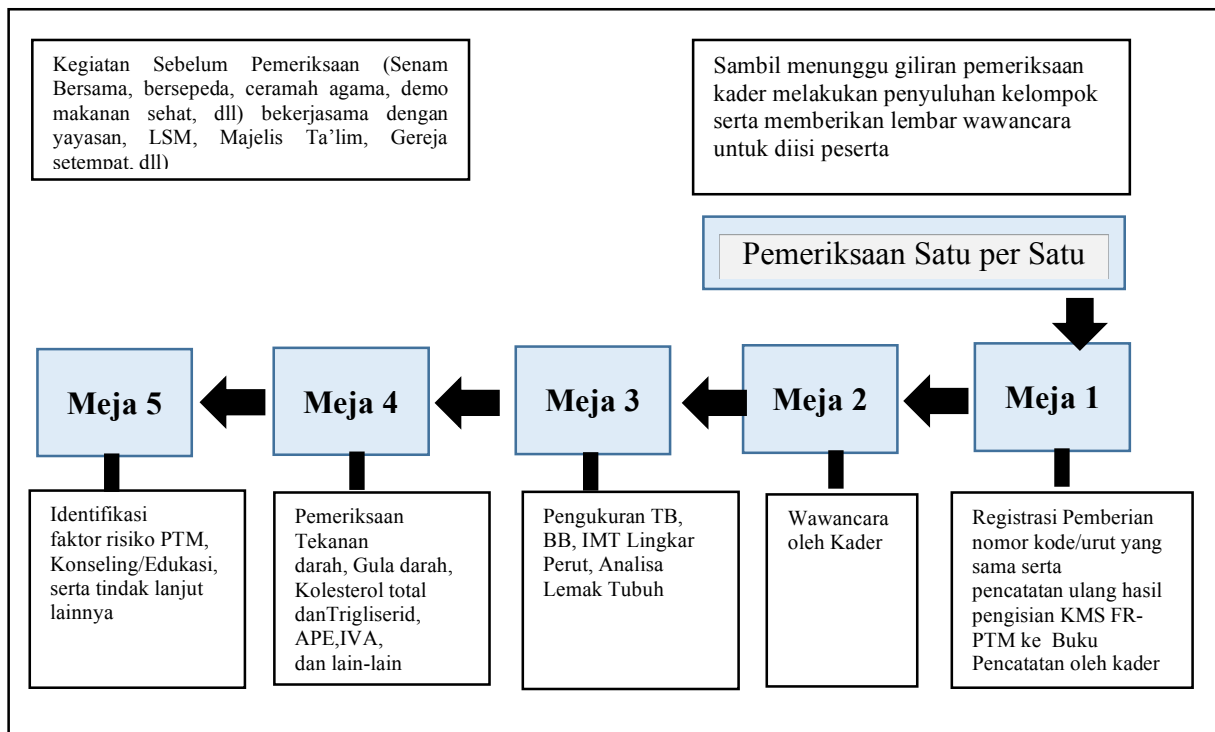 Kegiatan Sebelum Pemeriksaan (Senam
Bersama, bersepeda, ceramah agama, demo
makanan sehat, dll) bekerjasama dengan
yayasan, LSM, Majelis Ta’lim, Gereja
setempat, dll)
Sambil menunggu giliran pemeriksaan
kader melakukan penyuluhan kelompok
serta memberikan lembar wawancara
untuk diisi peserta
Pemeriksaan Satu per Satu
Meja 5
Meja 4
Meja 3
Meja 2
Meja 1
Identifikasi
faktor risiko PTM,
Konseling/Edukasi,
serta tindak lanjut
lainnya
Pemeriksaan
Tekanan
darah, Gula darah,
Kolesterol total
danTrigliserid,
APE,IVA,
dan lain-lain
Pengukuran TB,
BB, IMT Lingkar
Perut, Analisa
Lemak Tubuh
Wawancara
oleh Kader
Registrasi Pemberian
nomor kode/urut yang
sama serta
pencatatan ulang hasil
pengisian KMS FR-
PTM ke Buku
Pencatatan oleh kader